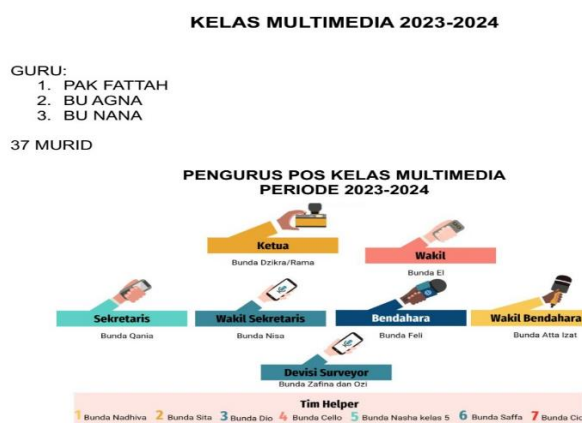 KELAS MULTIMEDIA 2023-2024
GURU:
1. PAK FATTAH
2. BU AGNA
3. BU NANA
37 MURID
PENGURUS POS KELAS MULTIMEDIA
PERIODE 2023-2024
Ketua
Bunda Dzikra/Rama
Wakil
Bunda El
Sekretaris
Bunda Qania
Wakil Sekretaris
Bunda Nisa
Bendahara
Bunda Feli
Wakil Bendahara
Bunda Atta Izat
Devisi Surveyor
Bunda Zafina dan Ozi
Tim Helper
1 Bunda Nadhiva 2 Bunda Sita 3 Bunda Dio 4 Bunda Cello 5 Bunda Nasha kelas 5 6 Bunda Saffa 7 Bunda